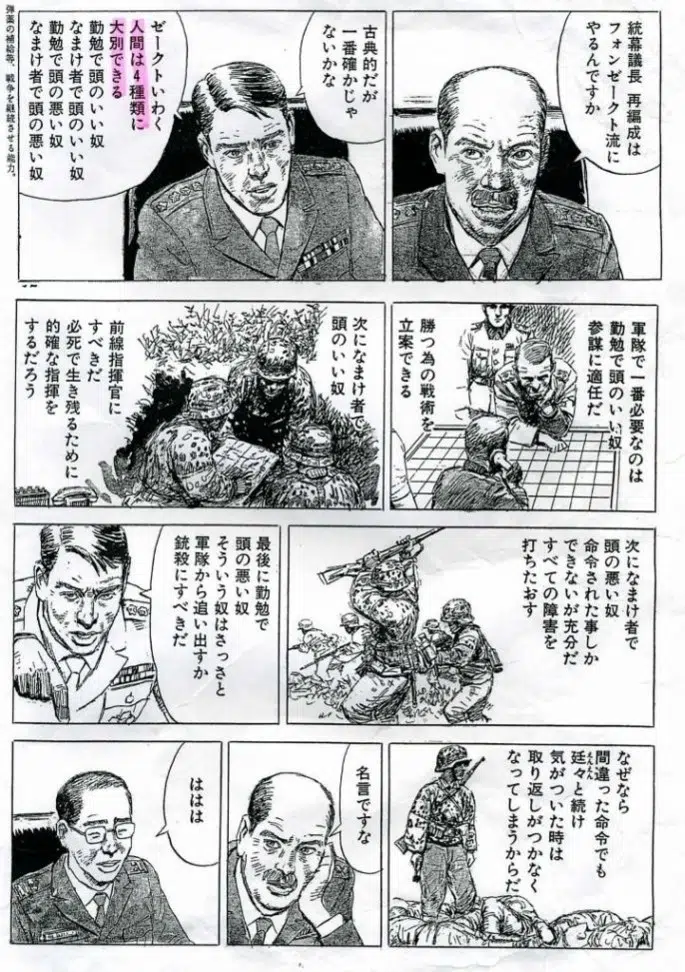 統幕議長 再編成は
フォンゼークト流に
やるんですか
古典的だが
一番確かじゃ
ないかな
ゼークトいわく
人間は4種類に
大別できる
勤勉で頭のいい奴
なまけ者で頭のいい奴
勤勉で頭の悪い奴
なまけ者で頭の悪い奴
弾薬の補給等、戦争を継続させる能力。
軍隊で一番必要なのは
勤勉で頭のいい奴
参謀に適任だ
勝つ為の戦術を
立案できる
次になまけ者で
頭のいい奴
前線指揮官に
すべきだ
必死で生き残るために
的確な指揮を
するだろう
次になまけ者で
頭の悪い奴
命令された事しか
できないが充分だ
すべての障害を
打ちたおす
最後に勤勉で
頭の悪い奴
そういう奴はさっさと
軍隊から追い出すか
銃殺にすべきだ
なぜなら
間違った命令でも
延々と続け
えんえん
気がついた時は
取り返しがつかなく
なってしまうからだ
名言ですな
ははは